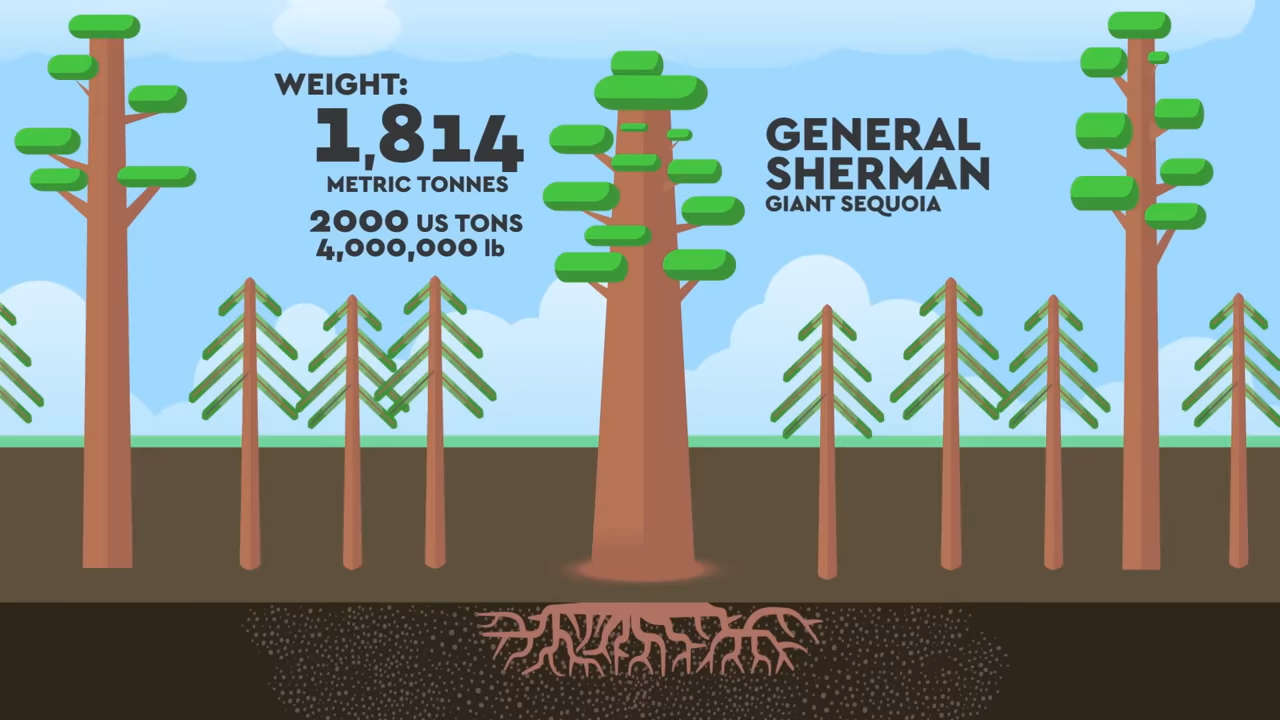 WEIGHT:
1,814
METRIC TONNES
2000 US TONS
4,000,000 lb
GENERAL
SHERMAN
GIANT SEQUOIA